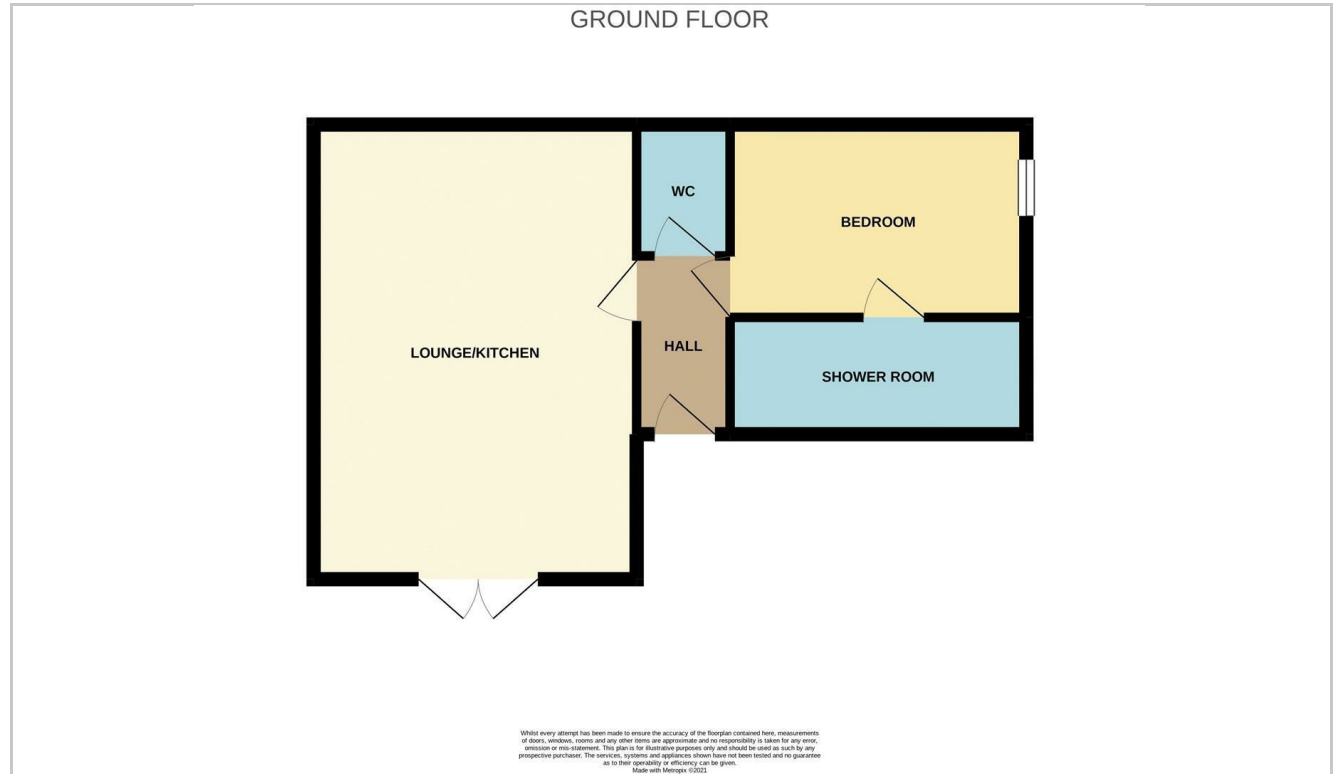 GROUND FLOOR
WC
BEDROOM
HALL
LOUNGE/KITCHEN
SHOWER ROOM
Whilst every attempt has been made to ensure the accuracy of the floorplan contained here, measurements
of doors, windows, rooms and any other items are approximate and no responsibility is taken for any error,
omission or mis-statement. This plan is for illustrative purposes only and should be used as such by any
prospective purchaser. The services, systems and appliances shown have not been tested and no guarantee
as to their operability or efficiency can be given.
Made with Metropix ©2021